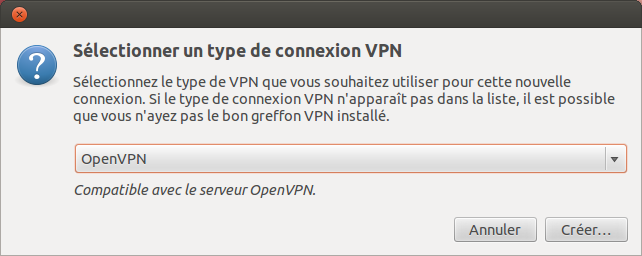 Sélectionner un type de connexion VPN
Sélectionnez le type de VPN que vous souhaitez utiliser pour cette nouvelle
connexion. Si le type de connexion VPN n'apparaît pas dans la liste, il est possible
que vous n'ayez pas le bon greffon VPN installé.
OpenVPN
Compatible avec le serveur OpenVPN.
Annuler
Créer…